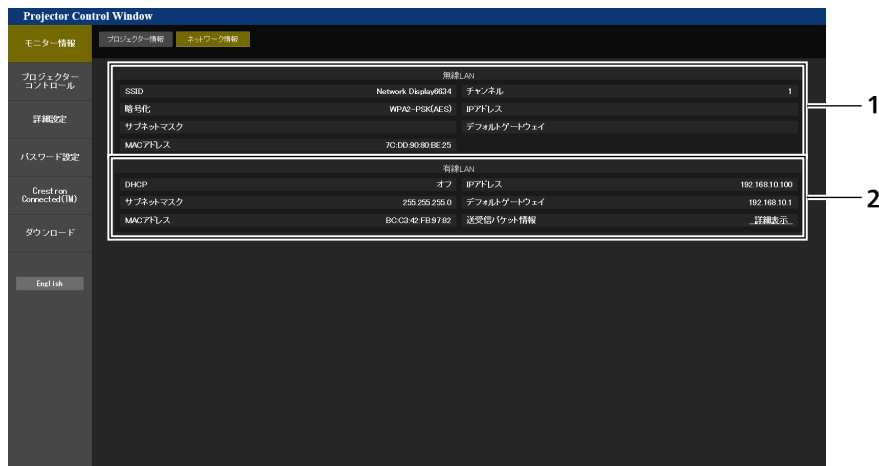 Projector Control Window
モニター情報
プロジェクター情報
ネットワーク情報
プロジェクター
コントロール
詳細設定
パスワード設定
Crestron
Connected(TM)
ダウンロード
English
無線LAN
SSID Network Display6634 チャンネル 1
暗号化 WPA2-PSK(AES) IPアドレス
サブネットマスク デフォルトゲートウェイ
MACアドレス 7C:DD:90:80:BE:25
1
有線LAN
DHCP オフ IPアドレス 192.168.10.100
サブネットマスク 255.255.255.0 デフォルトゲートウェイ 192.168.10.1
MACアドレス BC:C3:42:FB:97:82 送受信パケット情報 詳細表示
2